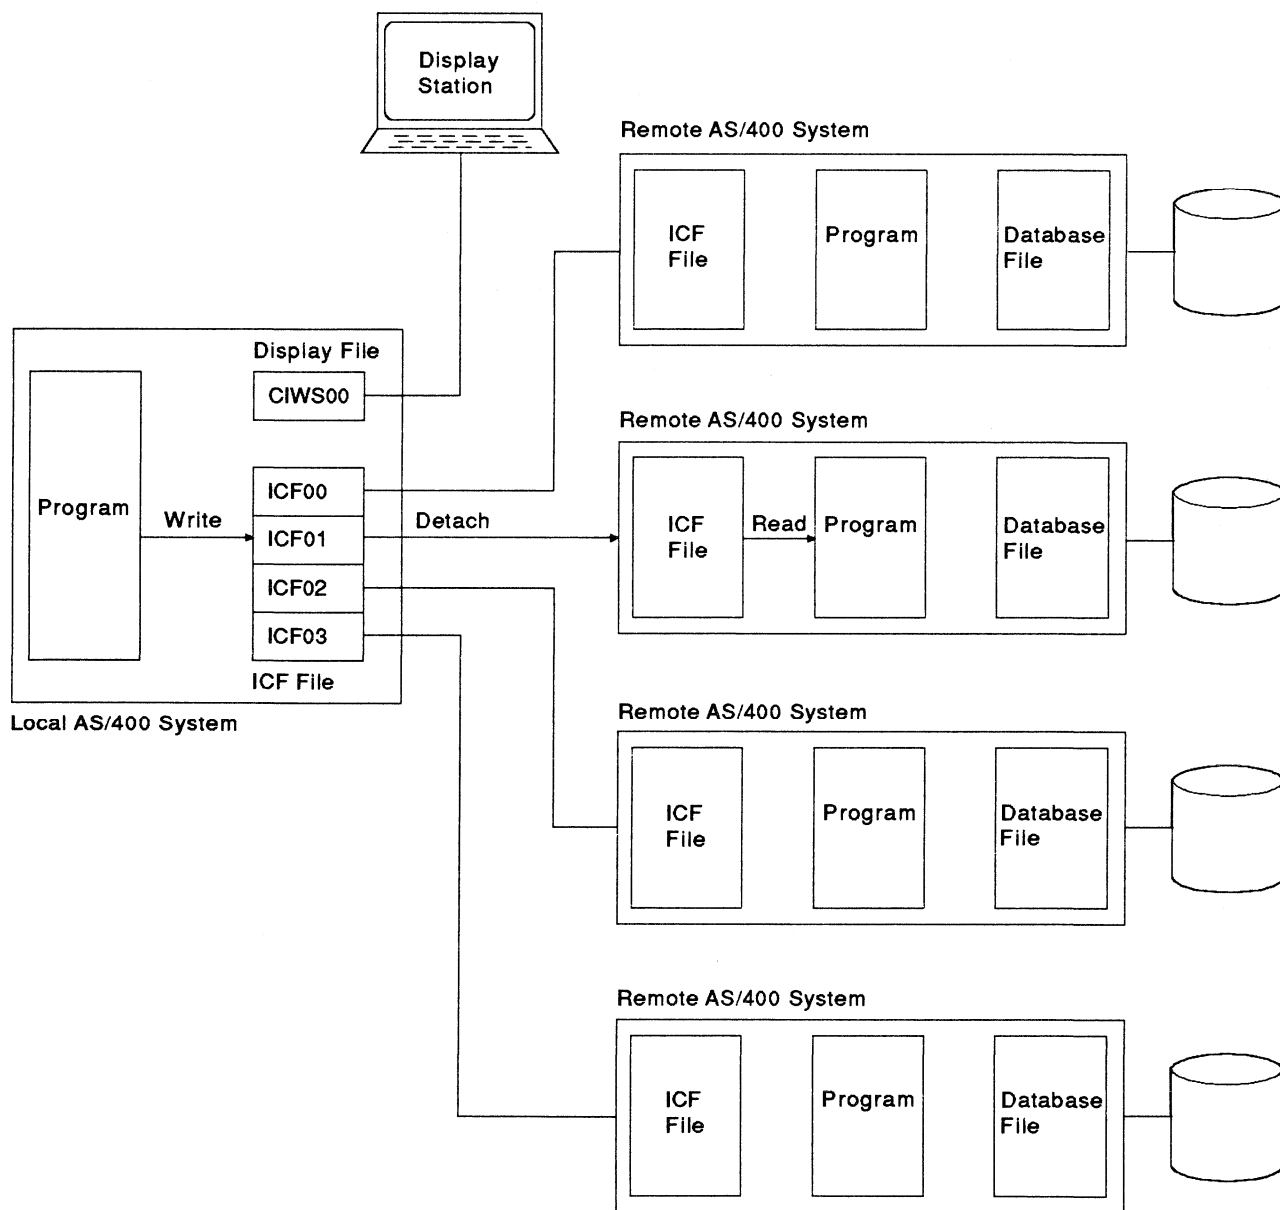 Display
Station
Remote AS/400 System
ICF
File
Program
Database
File
Display File
CIWS00
Program
Write
ICF00
ICF01
ICF02
ICF03
ICF File
Local AS/400 System
Detach
Remote AS/400 System
ICF
File
Read
Program
Database
File
Remote AS/400 System
ICF
File
Program
Database
File
Remote AS/400 System
ICF
File
Program
Database
File